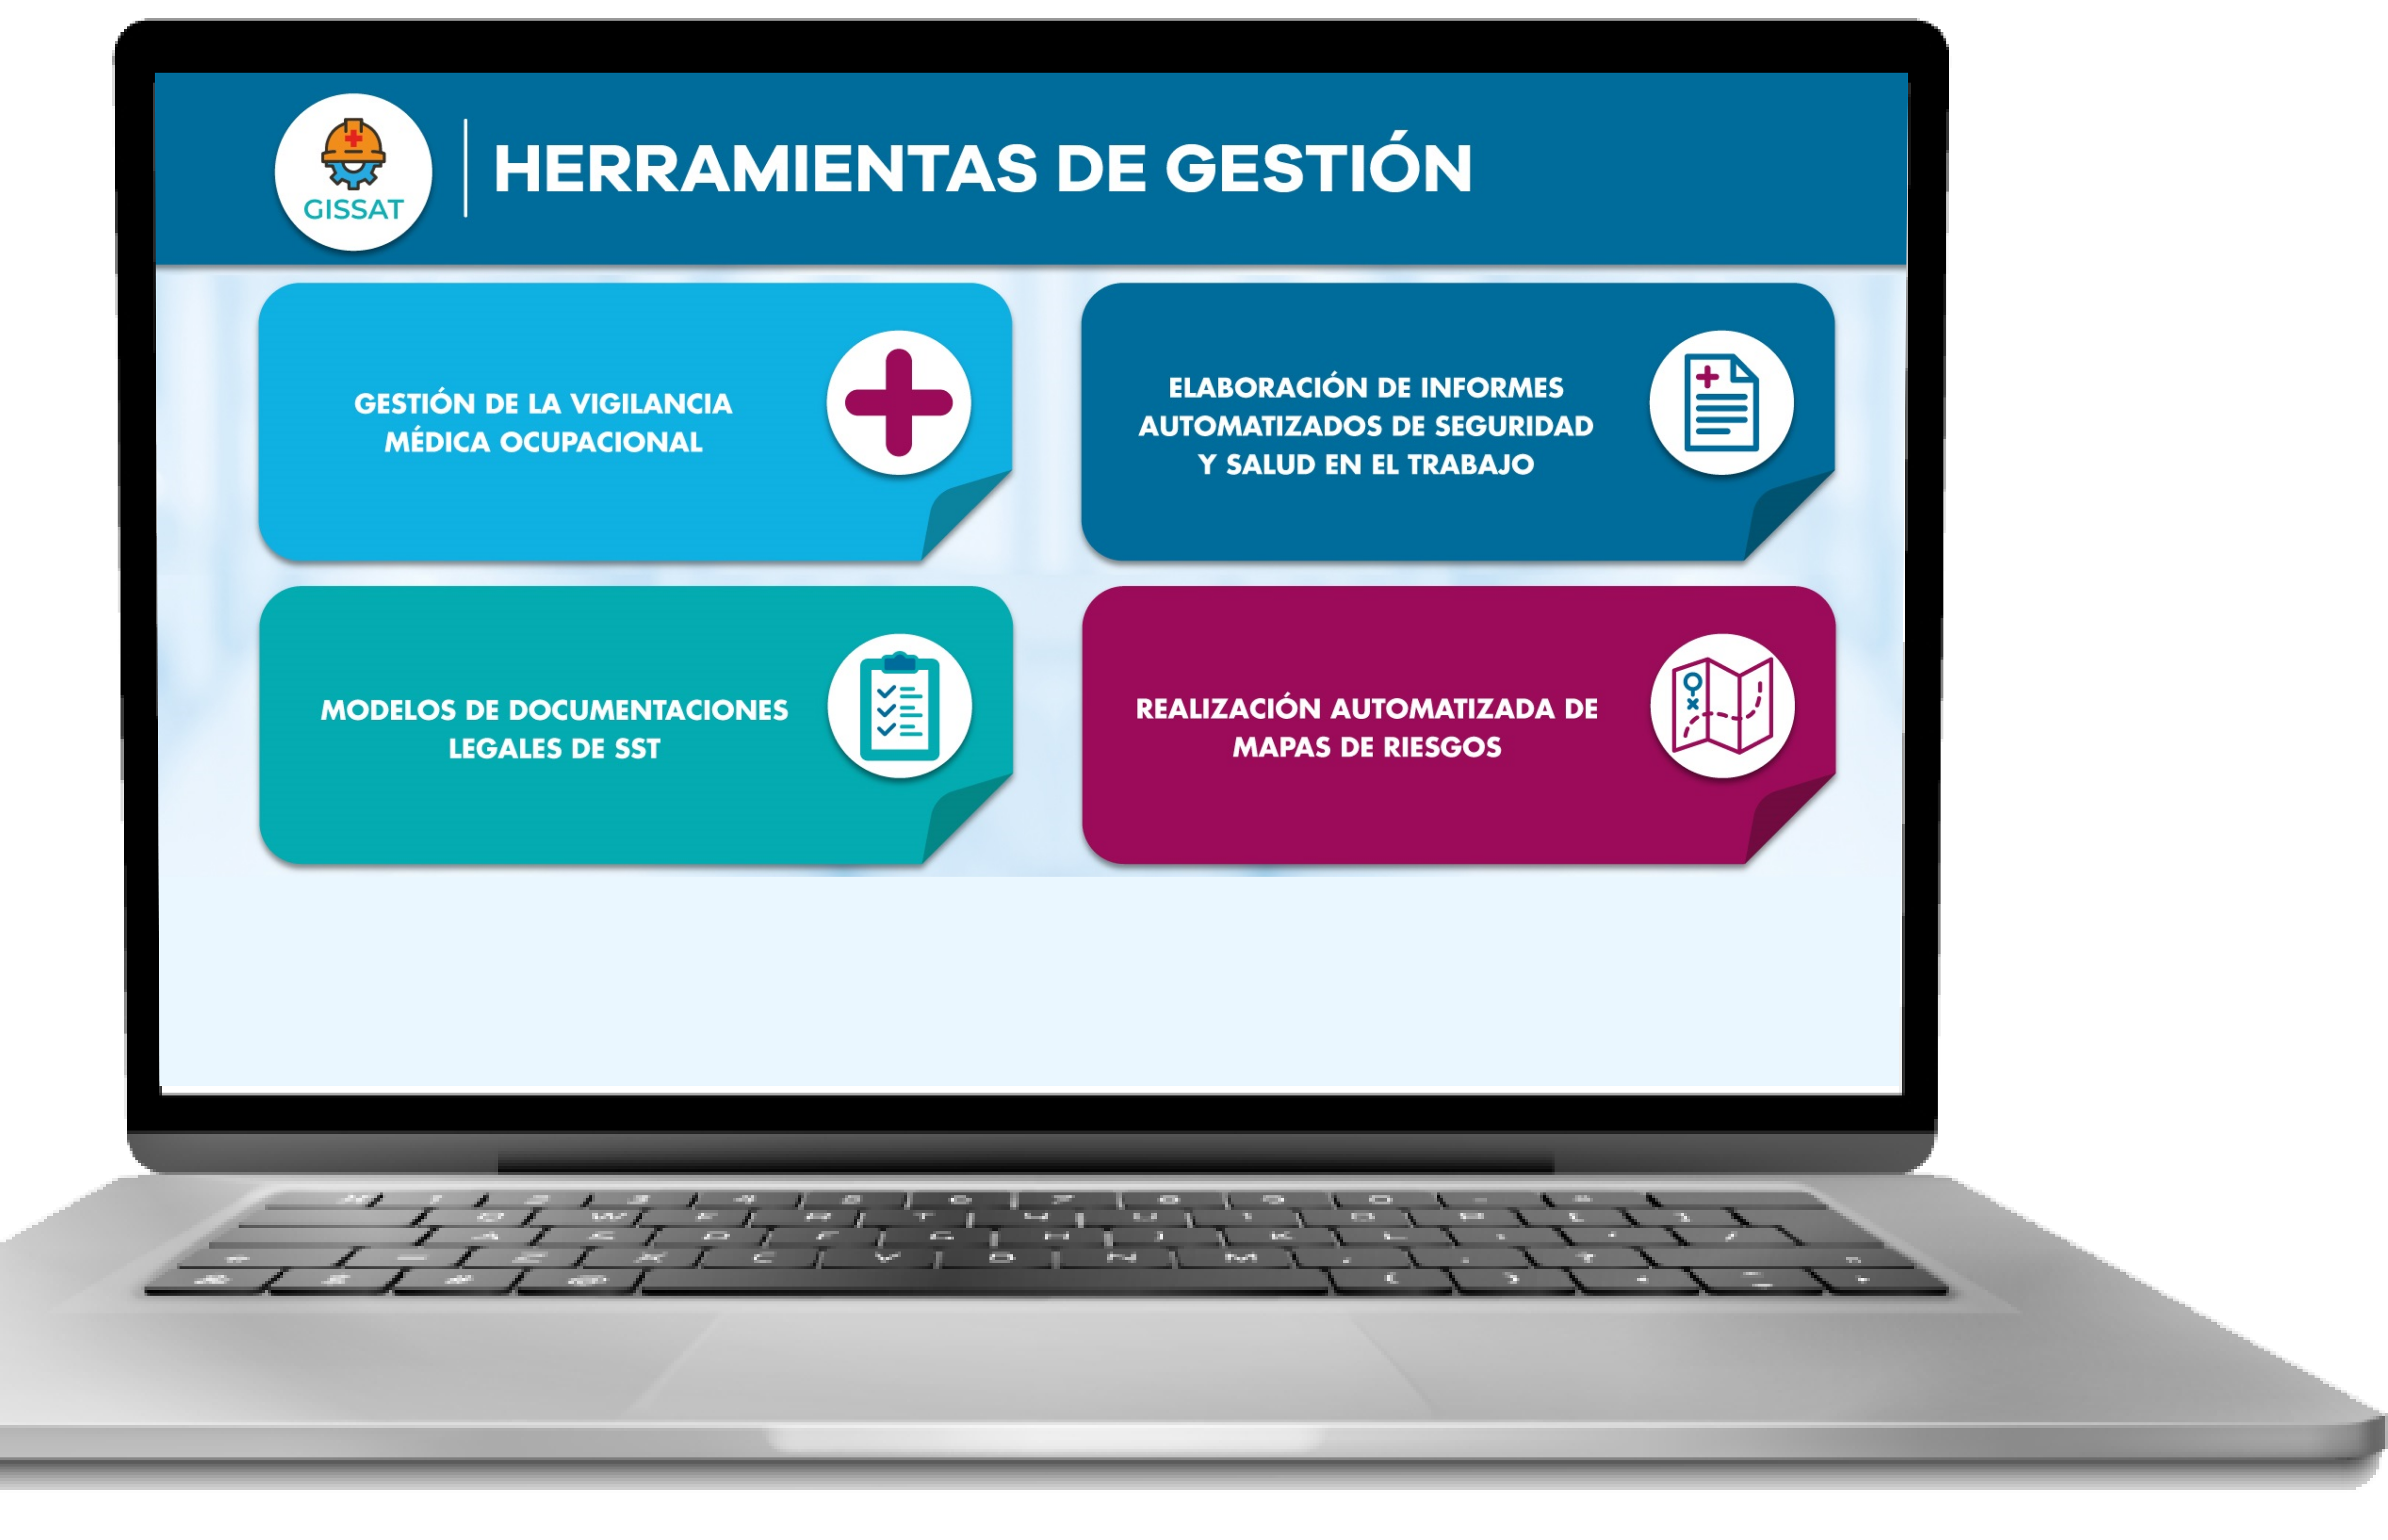 GISSAT
HERRAMIENTAS DE GESTIÓN
GESTIÓN DE LA VIGILANCIA
MÉDICA OCUPACIONAL
ELABORACIÓN DE INFORMES
AUTOMATIZADOS DE SEGURIDAD
Y SALUD EN EL TRABAJO
MODELOS DE DOCUMENTACIONES
LEGALES DE SST
REALIZACIÓN AUTOMATIZADA DE
MAPAS DE RIESGOS